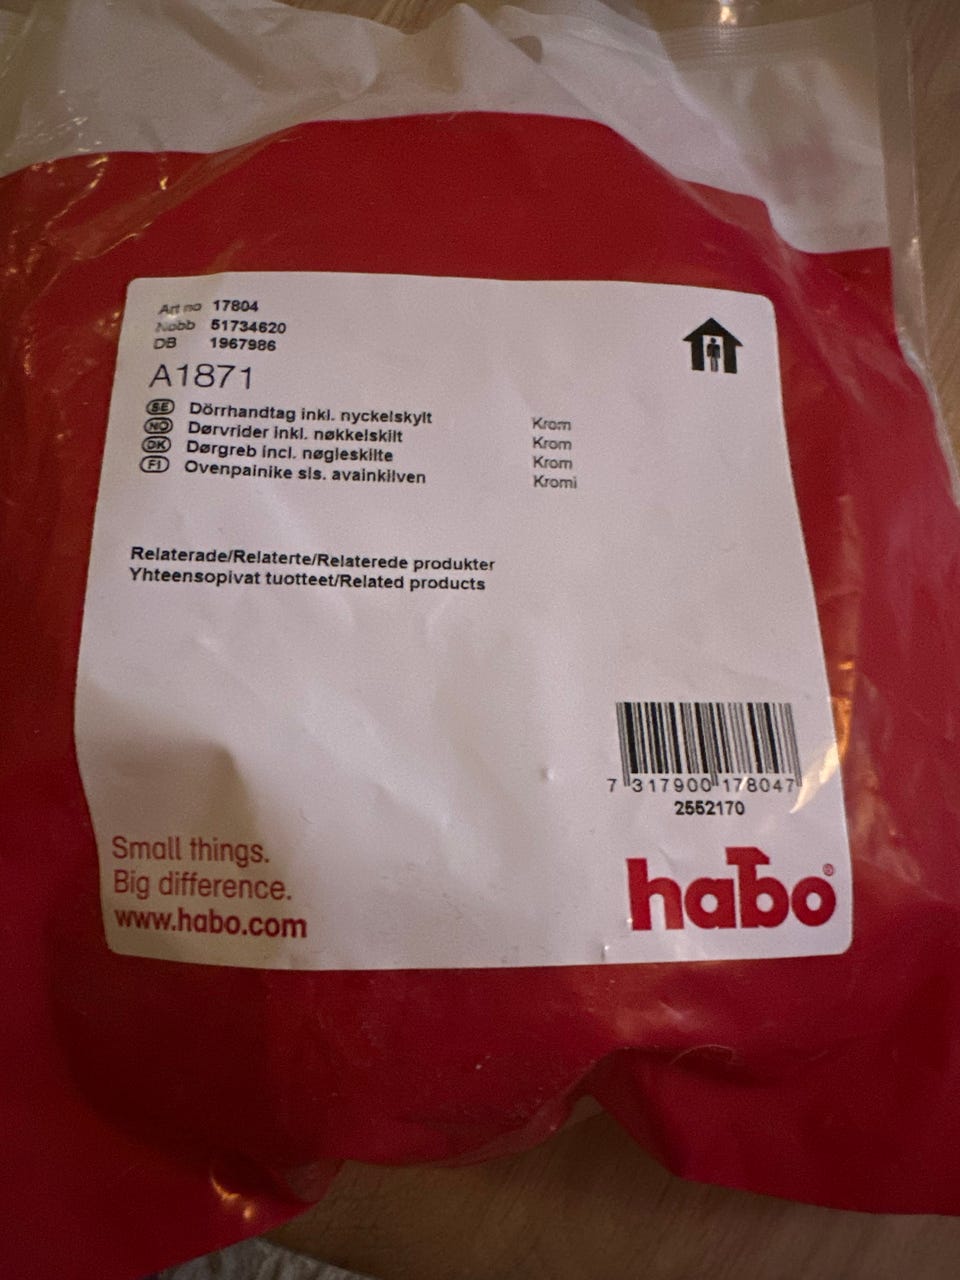 Art no 17804
Nobb 51734620
DB 1967986
A1871
SE Dörrhandtag inkl. nyckelskylt Krom
NO Dørvrider inkl. nøkkelskilt Krom
DK Dørgreb incl. nøgleskilte Krom
FI Ovenpainike sis. avainkilven Kromi
Relaterade/Relaterte/Relaterede produkter
Yhteensopivat tuotteet/Related products
7 317900 178047
2552170
Small things.
Big difference.
www.habo.com
habo®